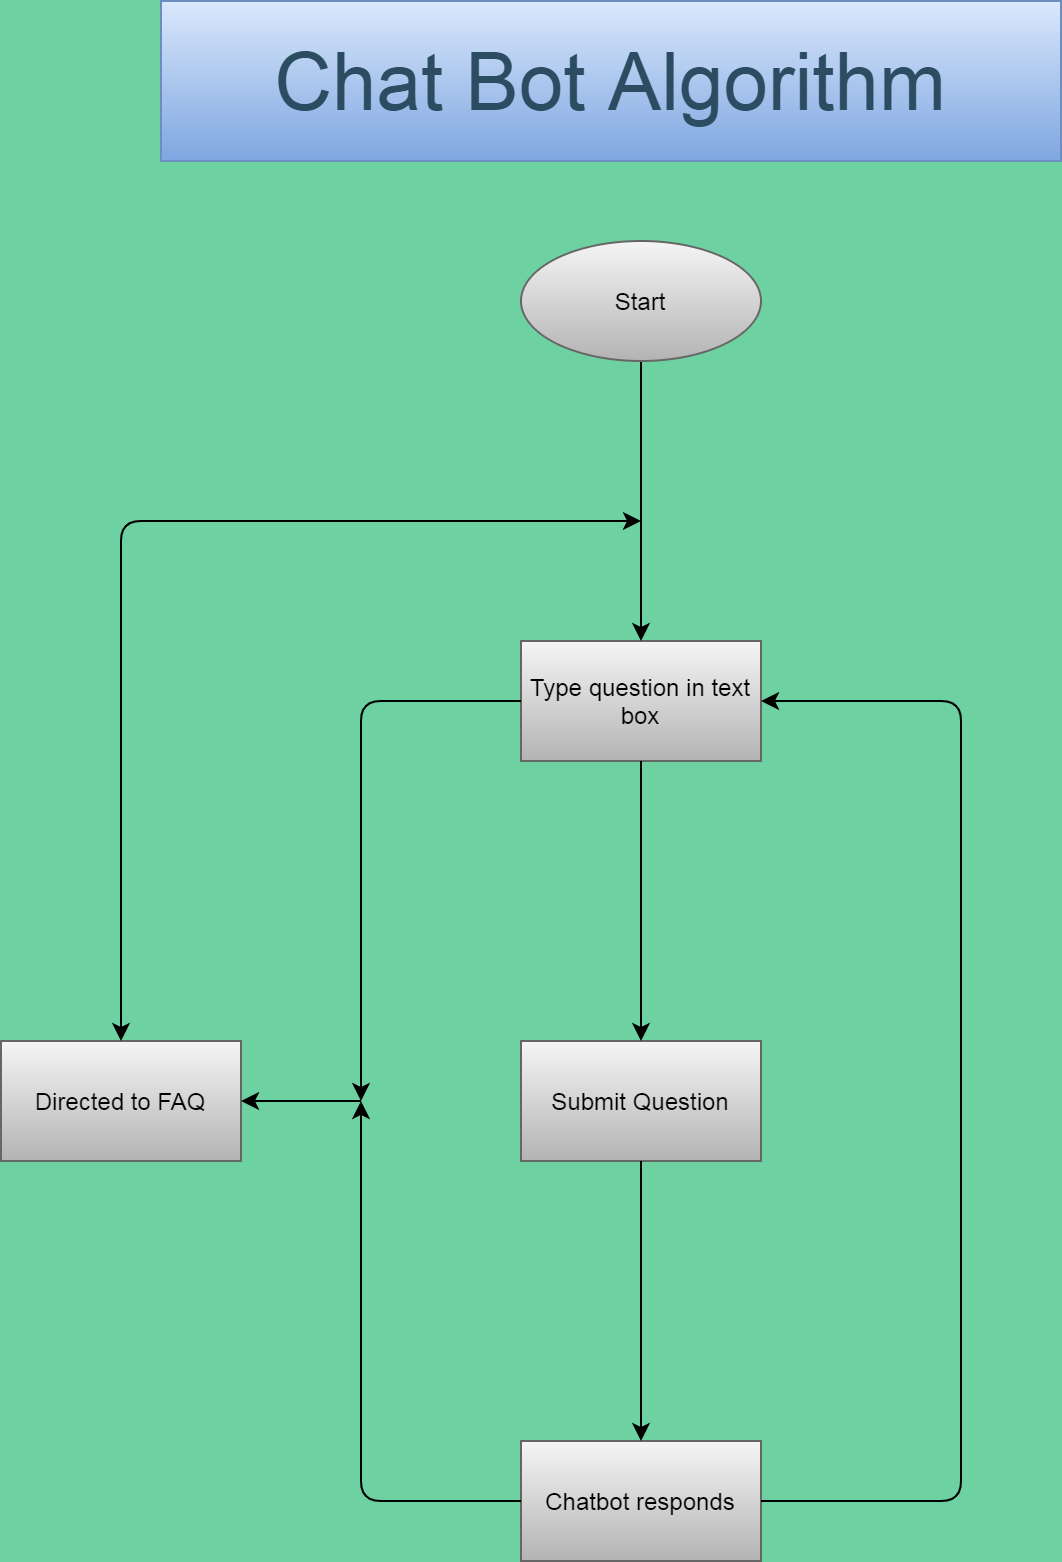 Chat Bot Algorithm
Start
Type question in text
box
Directed to FAQ
Submit Question
Chatbot responds